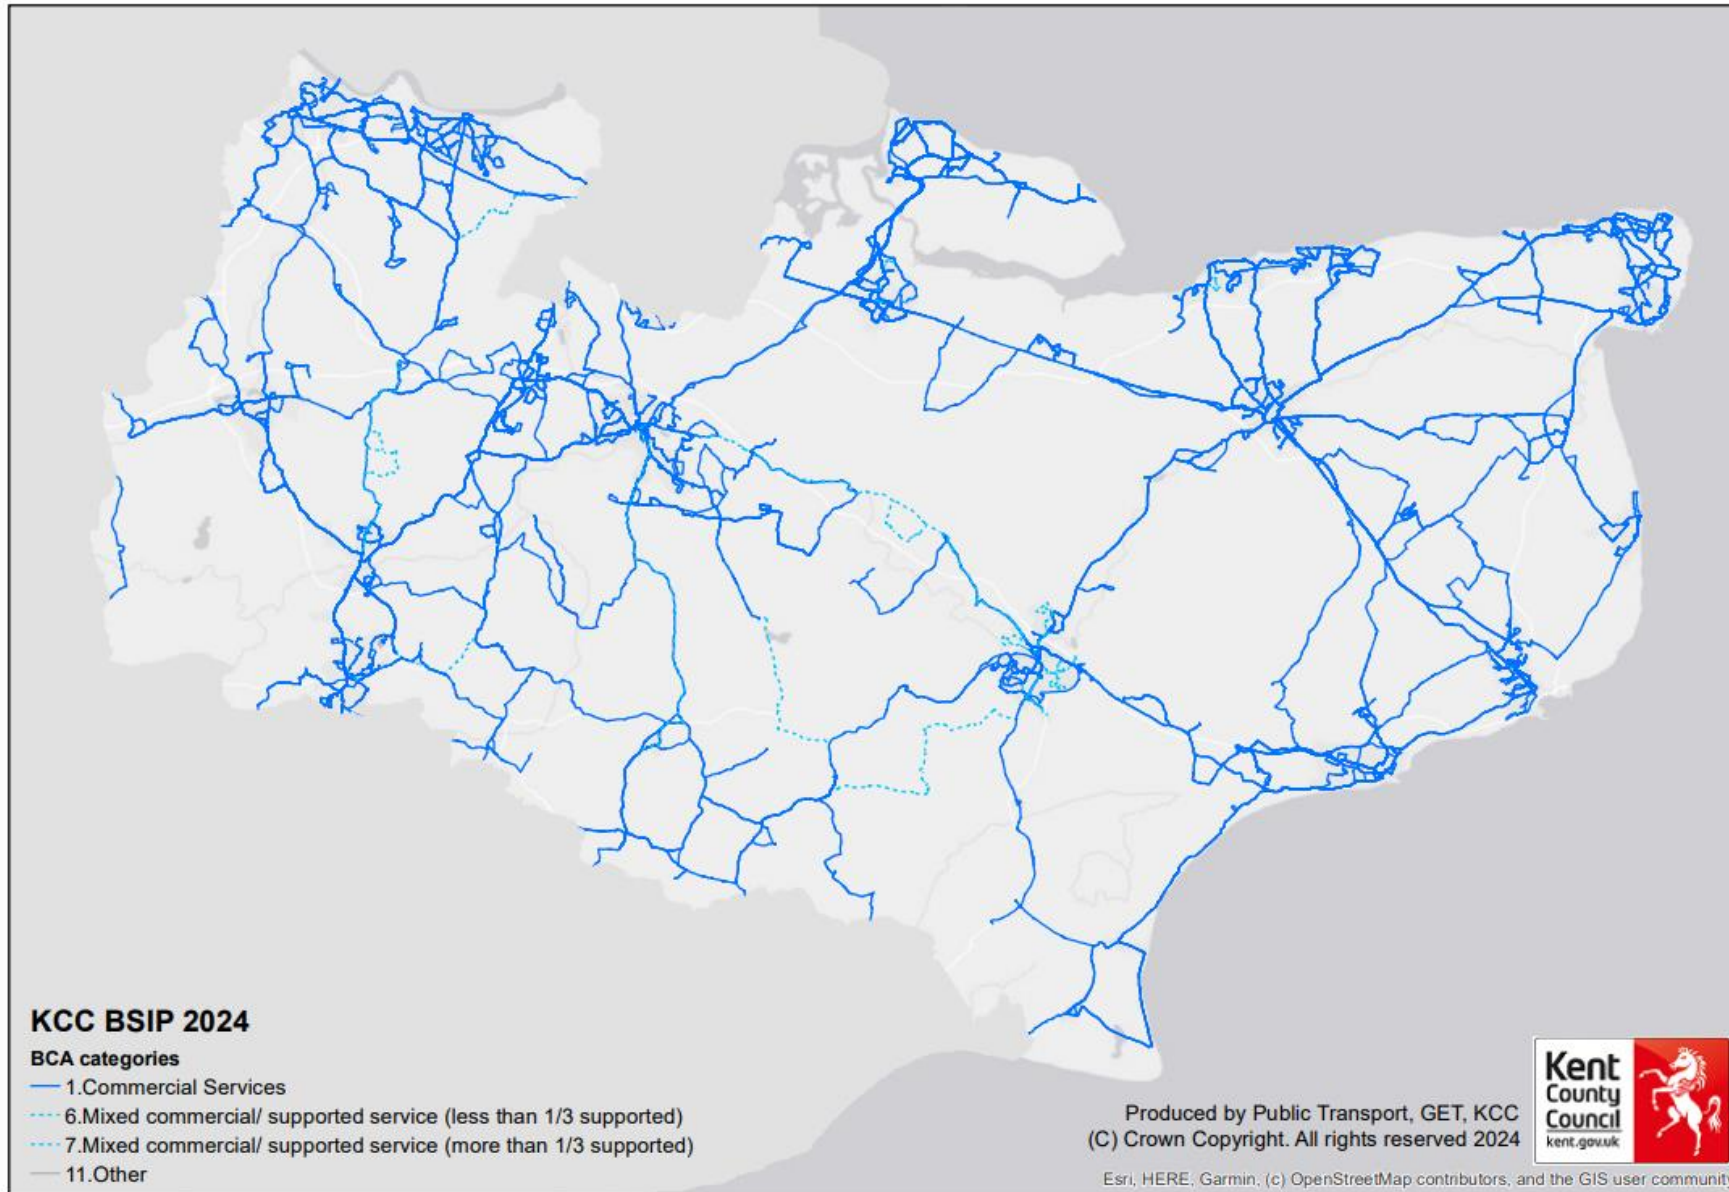 KCC BSIP 2024
BCA categories
1.Commercial Services
6.Mixed commercial/ supported service (less than 1/3 supported)
7.Mixed commercial/ supported service (more than 1/3 supported)
11.Other
Produced by Public Transport, GET, KCC
(C) Crown Copyright. All rights reserved 2024
Kent
County
Council
kent.gov.uk
Esri, HERE, Garmin, (c) OpenStreetMap contributors, and the GIS user community